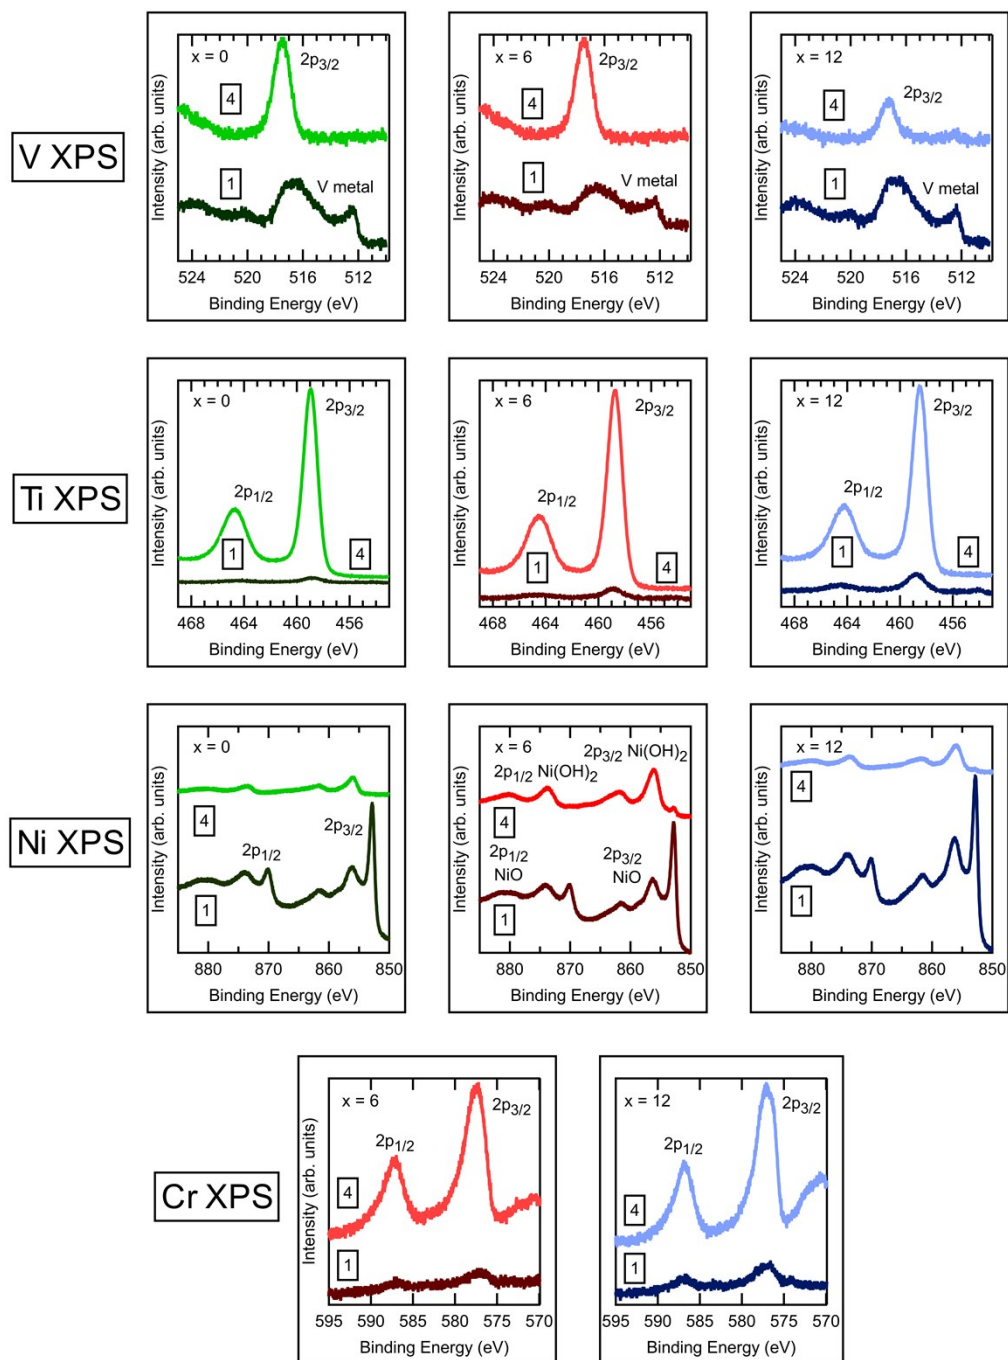 V XPS
Intensity (arb. units)
x = 0
2p3/2
4
1
V metal
524 520 516 512
Binding Energy (eV)
Intensity (arb. units)
x = 6
2p3/2
4
1
V metal
524 520 516 512
Binding Energy (eV)
Intensity (arb. units)
x = 12
2p3/2
4
1
V metal
524 520 516 512
Binding Energy (eV)
Ti XPS
Intensity (arb. units)
x = 0
2p3/2
2p1/2
1
4
468 464 460 456
Binding Energy (eV)
Intensity (arb. units)
x = 6
2p3/2
2p1/2
1
4
468 464 460 456
Binding Energy (eV)
Intensity (arb. units)
x = 12
2p3/2
2p1/2
1
4
468 464 460 456
Binding Energy (eV)
Ni XPS
Intensity (arb. units)
x = 0
4
2p3/2
2p1/2
1
880 870 860 850
Binding Energy (eV)
Intensity (arb. units)
x = 6
2p3/2 Ni(OH)2
2p1/2 Ni(OH)2
4
2p1/2
NiO
2p3/2
NiO
1
880 870 860 850
Binding Energy (eV)
Intensity (arb. units)
x = 12
4
1
880 870 860 850
Binding Energy (eV)
Cr XPS
Intensity (arb. units)
x = 6
2p3/2
2p1/2
4
1
595 590 585 580 575 570
Binding Energy (eV)
Intensity (arb. units)
x = 12
2p3/2
2p1/2
4
1
595 590 585 580 575 570
Binding Energy (eV)